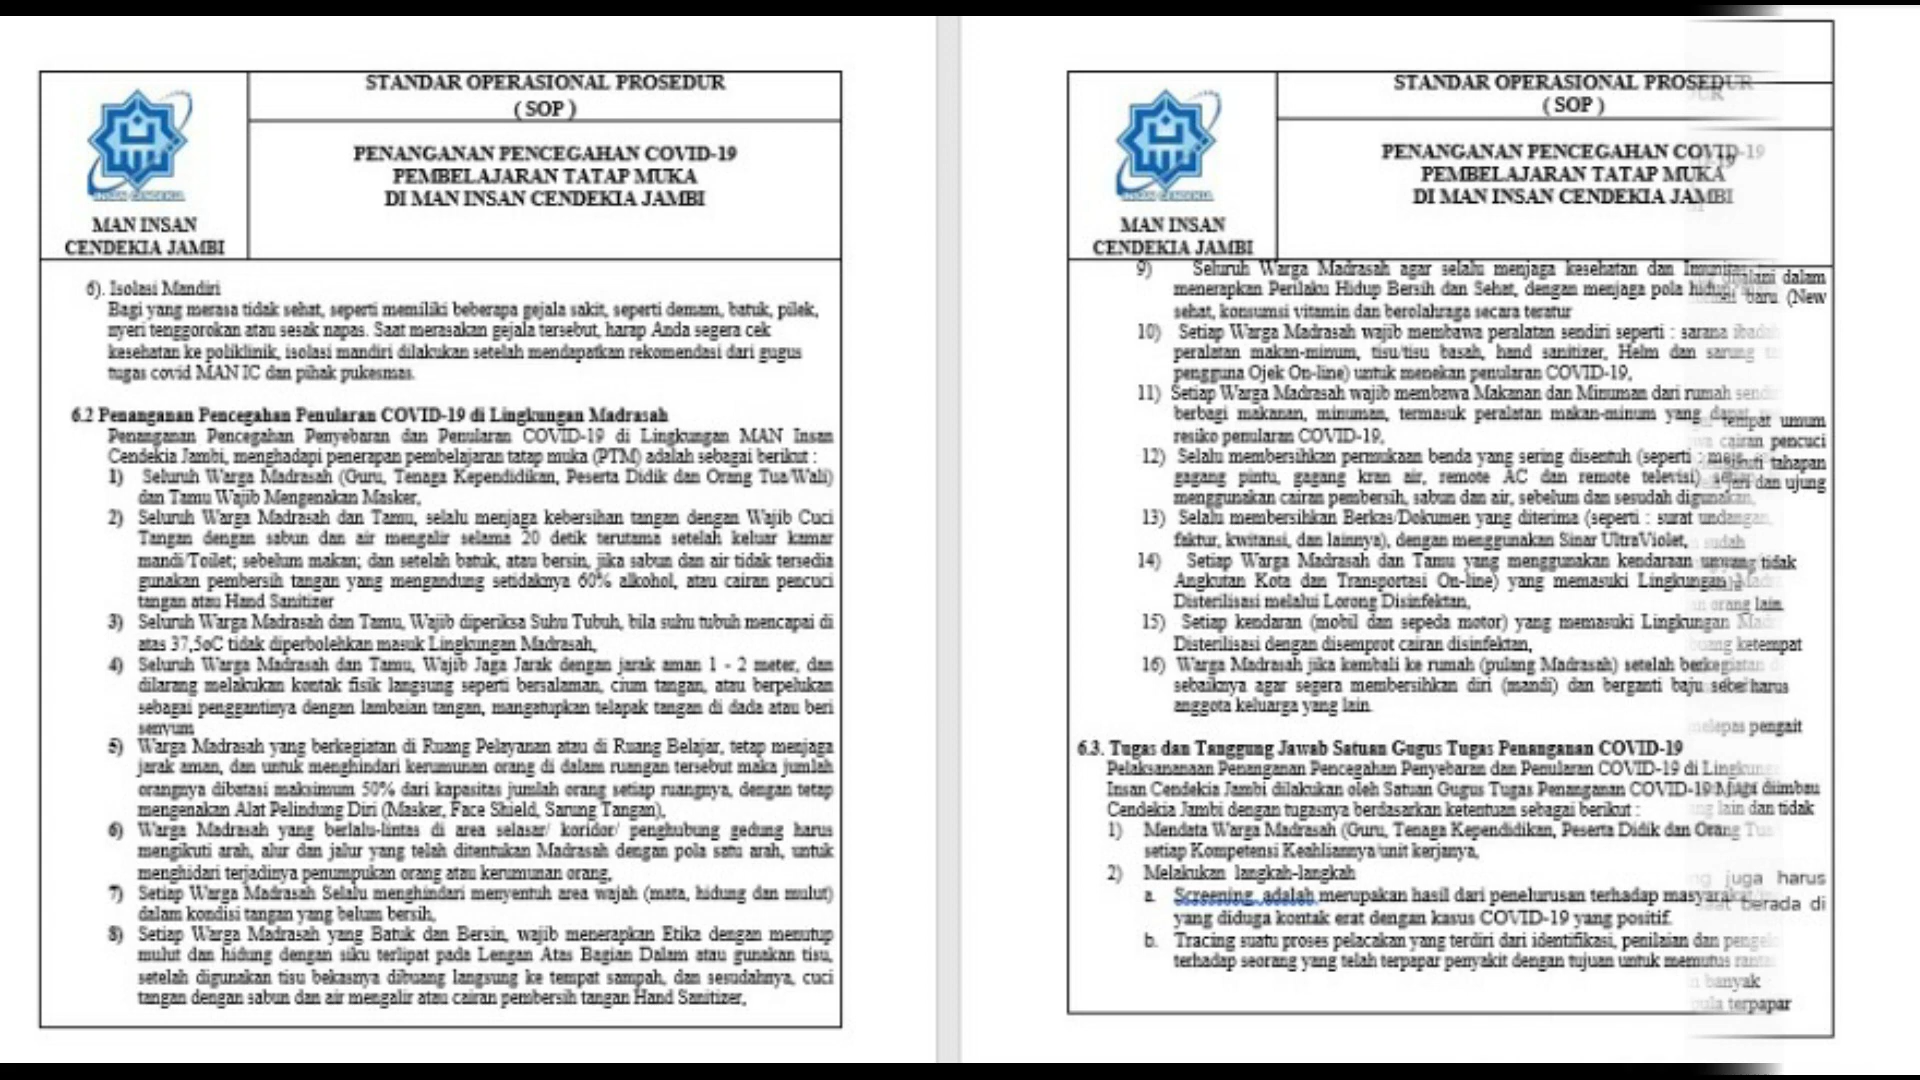 STANDAR OPERASIONAL PROSEDUR
( SOP )
PENANGANAN PENCEGAHAN COVID-19
PEMBELAJARAN TATAP MUKA
DI MAN INSAN CENDEKIA JAMBI
MAN INSAN
CENDEKIA JAMBI
6). Isolasi Mandiri
Bagi yang merasa tidak sehat, seperti memiliki beberapa gejala sakit, seperti demam, batuk, pilek,
nyeri tenggorokan atau sesak napas. Saat merasakan gejala tersebut, harap Anda segera cek
kesehatan ke poliklinik, isolasi mandiri dilakukan setelah mendapatkan rekomendasi dari gugus
tugas covid MAN IC dan pihak pukesmas.
6.2 Penanganan Pencegahan Penularan COVID-19 di Lingkungan Madrasah
Penanganan Pencegahan Penyebaran dan Penularan COVID-19 di Lingkungan MAN Insan
Cendekia Jambi, menghadapi penerapan pembelajaran tatap muka (PTM) adalah sebagai berikut :
1) Seluruh Warga Madrasah (Guru, Tenaga Kependidikan, Peserta Didik dan Orang Tua/Wali)
dan Tamu Wajib Mengenakan Masker,
2) Seluruh Warga Madrasah dan Tamu, selalu menjaga kebersihan tangan dengan Wajib Cuci
Tangan dengan sabun dan air mengalir selama 20 detik terutama setelah keluar kamar
mandi/Toilet; sebelum makan; dan setelah batuk, atau bersin, jika sabun dan air tidak tersedia
gunakan pembersih tangan yang mengandung setidaknya 60% alkohol, atau cairan pencuci
tangan atau Hand Sanitizer
3) Seluruh Warga Madrasah dan Tamu, Wajib diperiksa Suhu Tubuh, bila suhu tubuh mencapai di
atas 37,5oC tidak diperbolehkan masuk Lingkungan Madrasah,
4) Seluruh Warga Madrasah dan Tamu, Wajib Jaga Jarak dengan jarak aman 1 - 2 meter, dan
dilarang melakukan kontak fisik langsung seperti bersalaman, cium tangan, atau berpelukan
sebagai penggantinya dengan lambaian tangan, mangatupkan telapak tangan di dada atau beri
senyum
5) Warga Madrasah yang berkegiatan di Ruang Pelayanan atau di Ruang Belajar, tetap menjaga
jarak aman, dan untuk menghindari kerumunan orang di dalam ruangan tersebut maka jumlah
orangnya dibatasi maksimum 50% dari kapasitas jumlah orang setiap ruangnya, dengan tetap
mengenakan Alat Pelindung Diri (Masker, Face Shield, Sarung Tangan),
6) Warga Madrasah yang berlalu-lintas di area selasar/ koridor/ penghubung gedung harus
mengikuti arah, alur dan jalur yang telah ditentukan Madrasah dengan pola satu arah, untuk
menghidari terjadinya penumpukan orang atau kerumunan orang,
7) Setiap Warga Madrasah Selalu menghindari menyentuh area wajah (mata, hidung dan mulut)
dalam kondisi tangan yang belum bersih,
8) Setiap Warga Madrasah yang Batuk dan Bersin, wajib menerapkan Etika dengan menutup
mulut dan hidung dengan siku terlipat pada Lengan Atas Bagian Dalam atau gunakan tisu,
setelah digunakan tisu bekasnya dibuang langsung ke tempat sampah, dan sesudahnya, cuci
tangan dengan sabun dan air mengalir atau cairan pembersih tangan Hand Sanitizer,
STANDAR OPERASIONAL PROSEDUR
( SOP )
PENANGANAN PENCEGAHAN COVID-19
PEMBELAJARAN TATAP MUKA
DI MAN INSAN CENDEKIA JAMBI
MAN INSAN
CENDEKIA JAMBI
9) Seluruh Warga Madrasah agar selalu menjaga kesehatan dan
menerapkan Perilaku Hidup Bersih dan Sehat, dengan menjaga pola hidup
sehat, konsumsi vitamin dan berolahraga secara teratur
10) Setiap Warga Madrasah wajib membawa peralatan sendiri seperti : sarana ibadah
peralatan makan-minum, tisu/tisu basah, hand sanitizer, Helm dan sarung
pengguna Ojek On-line) untuk menekan penularan COVID-19,
11) Setiap Warga Madrasah wajib membawa Makanan dan Minuman dari rumah
berbagi makanan, minuman, termasuk peralatan makan-minum yang
resiko penularan COVID-19,
12) Selalu membersihkan permukaan benda yang sering disentuh (seperti :
gagang pintu, gagang kran air, remote AC dan remote televisi)
menggunakan cairan pembersih, sabun dan air, sebelum dan sesudah digunakan,
13) Selalu membersihkan Berkas/Dokumen yang diterima (seperti : surat undangan,
faktur, kwitansi, dan lainnya), dengan menggunakan Sinar UltraViolet,
14) Setiap Warga Madrasah dan Tamu yang menggunakan kendaraan
Angkutan Kota dan Transportasi On-line) yang memasuki Lingkungan
Disterilisasi melalui Lorong Disinfektan,
15) Setiap kendaran (mobil dan sepeda motor) yang memasuki Lingkungan
Disterilisasi dengan disemprot cairan disinfektan,
16) Warga Madrasah jika kembali ke rumah (pulang Madrasah) setelah berkegiatan
sebaiknya agar segera membersihkan diri (mandi) dan berganti baju
anggota keluarga yang lain.
6.3. Tugas dan Tanggung Jawab Satuan Gugus Tugas Penanganan COVID-19
Pelaksananaan Penanganan Pencegahan Penyebaran dan Penularan COVID-19 di
Insan Cendekia Jambi dilakukan oleh Satuan Gugus Tugas Penanganan COVID-19
Cendekia Jambi dengan tugasnya berdasarkan ketentuan sebagai berikut :
1) Mendata Warga Madrasah (Guru, Tenaga Kependidikan, Peserta Didik dan Orang
setiap Kompetensi Keahliannya/unit kerjanya,
2) Melakukan langkah-langkah
a. Screening, adalah merupakan hasil dari penelurusan terhadap
yang diduga kontak erat dengan kasus COVID-19 yang positif.
b. Tracing suatu proses pelacakan yang terdiri dari identifikasi, penilaian dan
terhadap seorang yang telah terpapar penyakit dengan tujuan untuk memutus
dalam
baru (New
tempat umum
cairan pencuci
tahapan
jari dan ujung
sudah
tidak
orang lain.
ketempat
harus
melepas pengait
diimbau
lain dan tidak
juga harus
berada di
banyak
terpapar